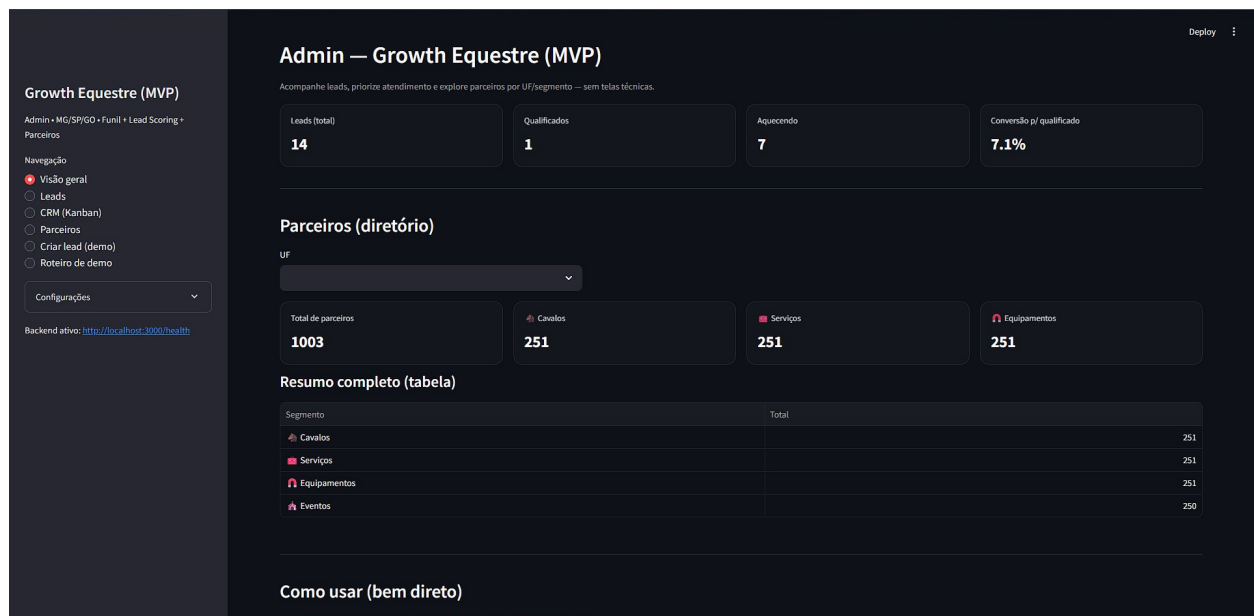 Deploy
Growth Equestre (MVP)
Admin • MG/SP/GO • Funil + Lead Scoring +
Parceiros
Navegação
Visão geral
Leads
CRM (Kanban)
Parceiros
Criar lead (demo)
Roteiro de demo
Configurações
Backend ativo: http://localhost:3000/health
Admin — Growth Equestre (MVP)
Acompanhe leads, priorize atendimento e explore parceiros por UF/segmento — sem telas técnicas.
Leads (total)
14
Qualificados
1
Aquecendo
7
Conversão p/ qualificado
7.1%
Parceiros (diretório)
UF
Total de parceiros
1003
Cavalos
251
Serviços
251
Equipamentos
251
Resumo completo (tabela)
Segmento Total
Cavalos 251
Serviços 251
Equipamentos 251
Eventos 250
Como usar (bem direto)